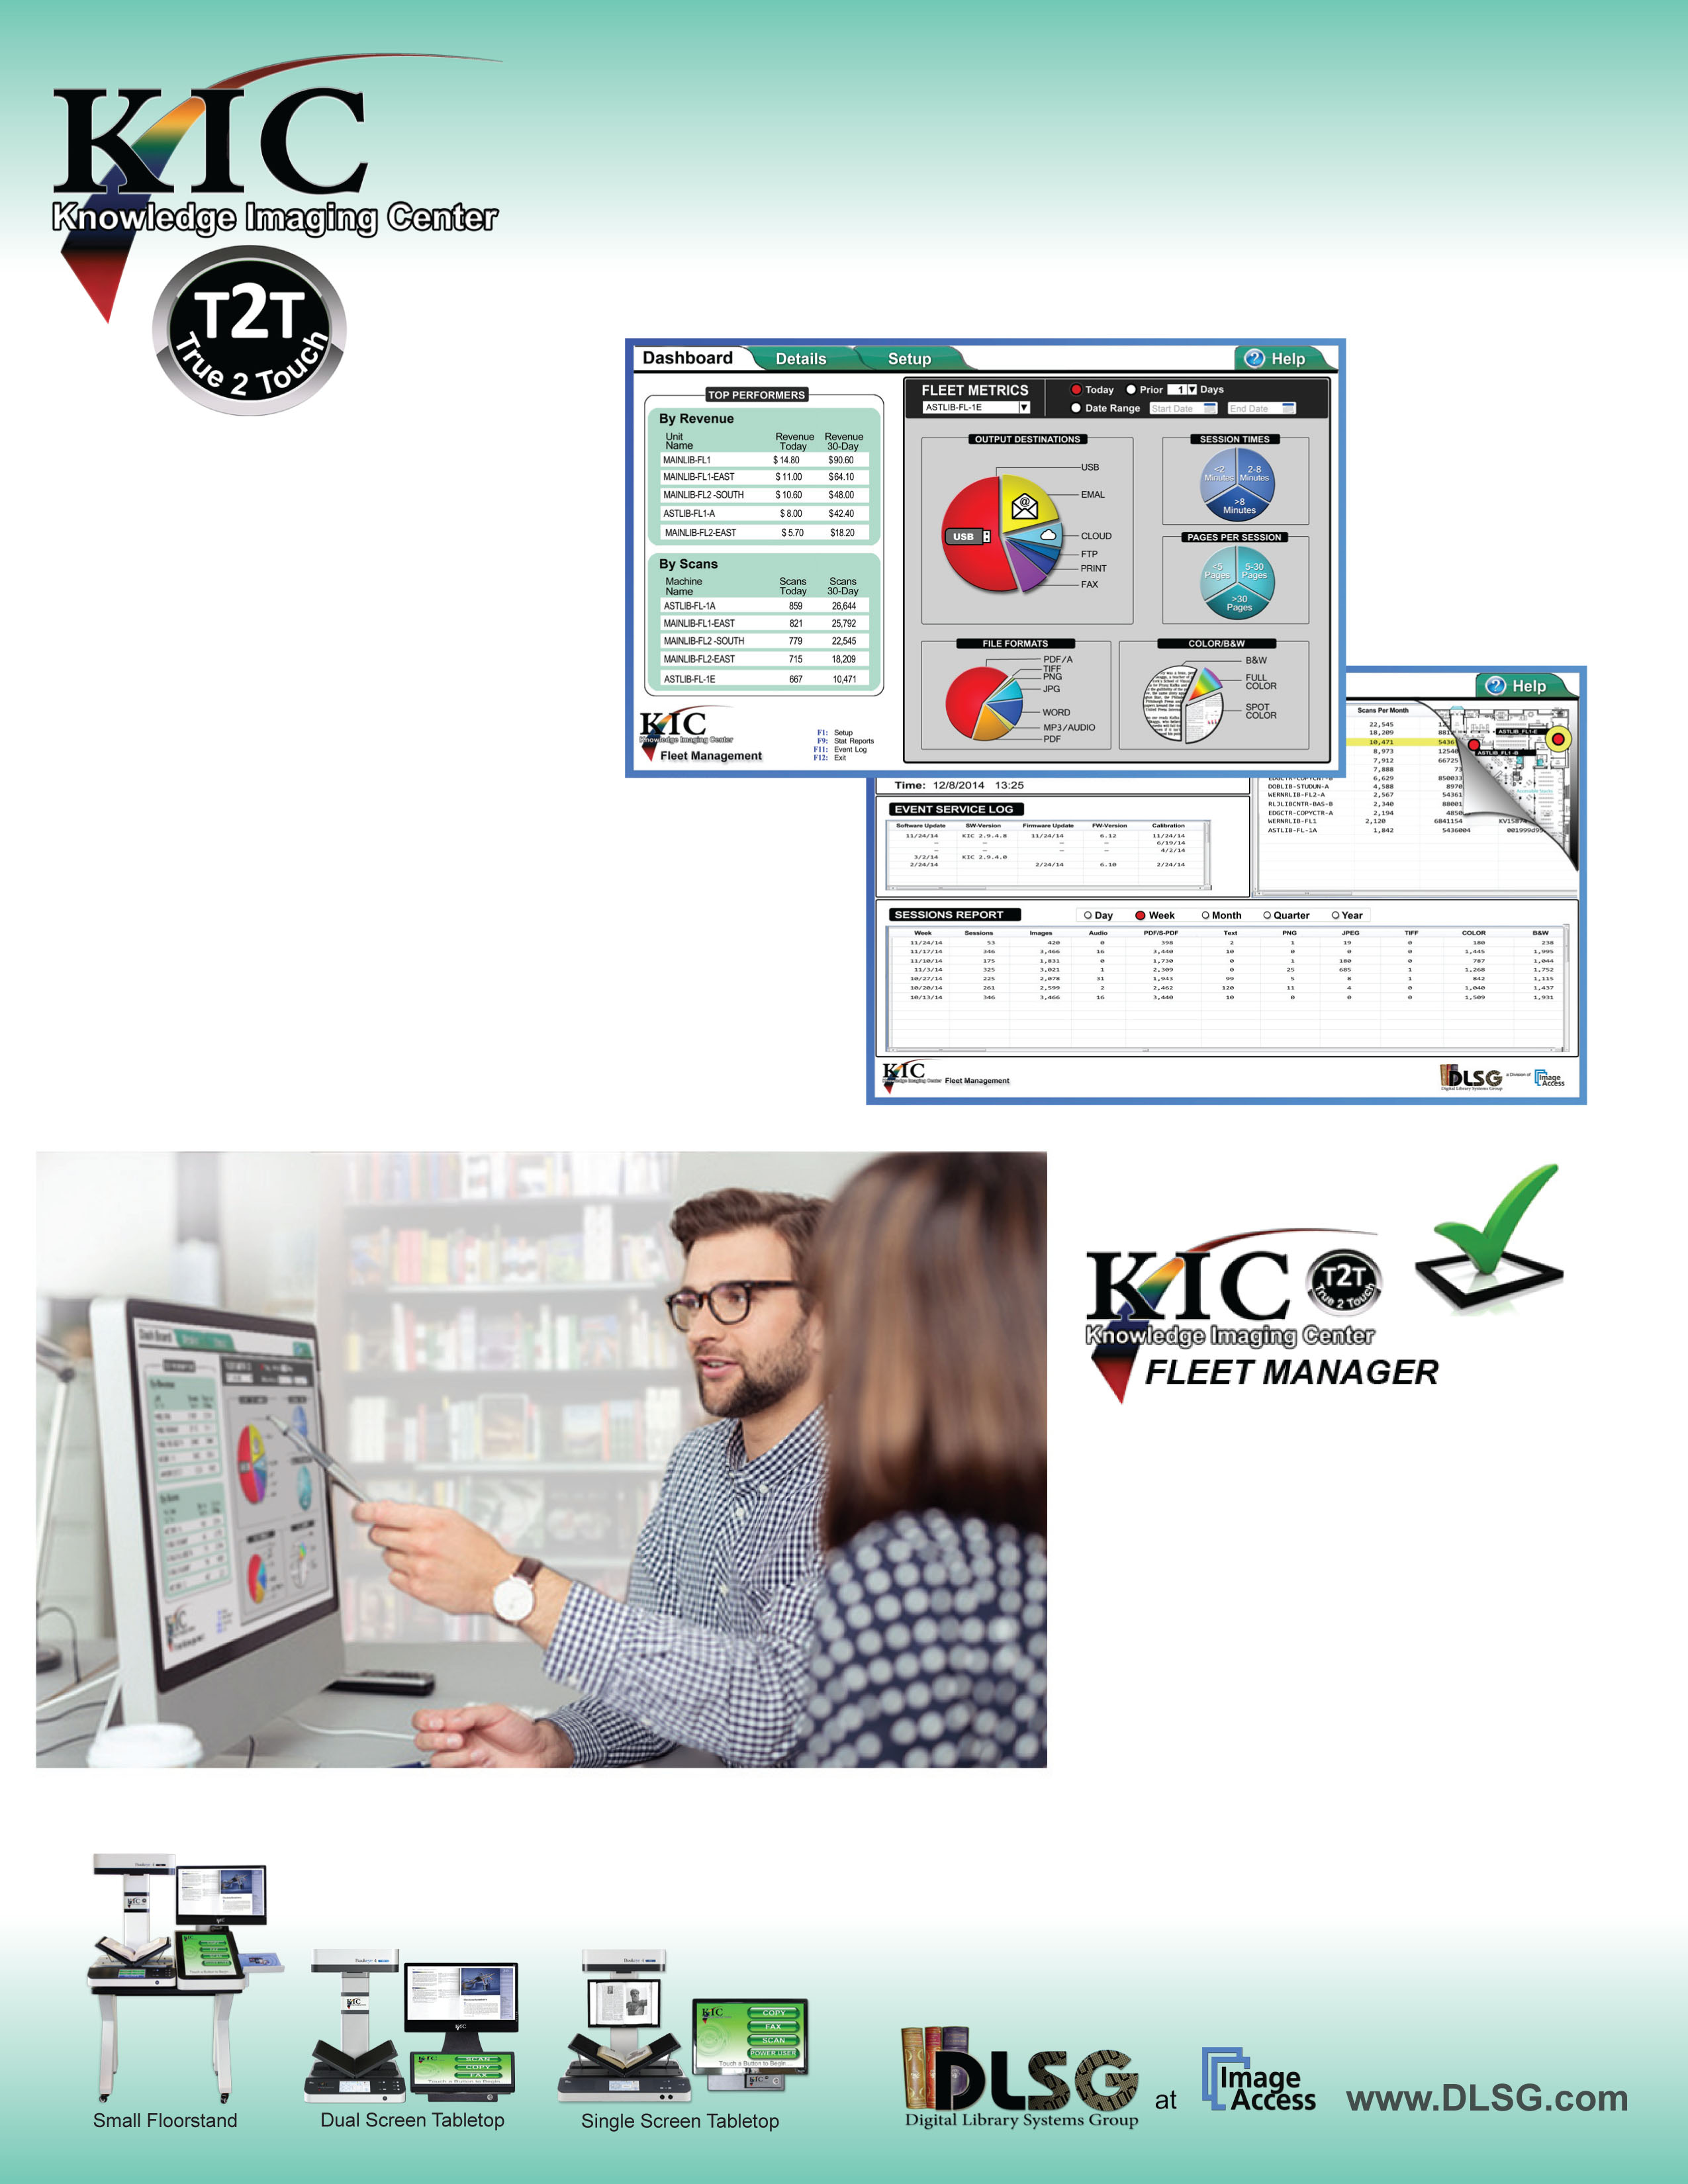 KIC
Knowledge Imaging Center
T2T
True 2 Touch
Dashboard Details Setup Help
TOP PERFORMERS
By Revenue
Unit Name Revenue Today Revenue 30-Day
MAINLIB-FL1 $ 14.80 $90.60
MAINLIB-FL1-EAST $ 11.00 $64.10
MAINLIB-FL2 -SOUTH $ 10.60 $48.00
ASTLIB-FL1-A $ 8.00 $42.40
MAINLIB-FL2-EAST $ 5.70 $18.20
By Scans
Machine Name Scans Today Scans 30-Day
ASTLIB-FL-1A 859 26,644
MAINLIB-FL1-EAST 821 25,792
MAINLIB-FL2 -SOUTH 779 22,545
MAINLIB-FL2-EAST 715 18,209
ASTLIB-FL-1E 667 10,471
KIC
Knowledge Imaging Center
Fleet Management
F1: Setup
F9: Stat Reports
F11: Event Log
F12: Exit
FLEET METRICS
ASTLIB-FL-1E
Today Prior 1 Days
Date Range Start Date End Date
OUTPUT DESTINATIONS
USB
USB
EMAL
CLOUD
FTP
PRINT
FAX
SESSION TIMES
<2 Minutes
2-8 Minutes
>8 Minutes
PAGES PER SESSION
<5 Pages
5-30 Pages
>30 Pages
FILE FORMATS
PDF/A
TIFF
PNG
JPG
WORD
MP3/AUDIO
PDF
COLOR/B&W
B&W
FULL COLOR
SPOT COLOR
Help
Scans Per Month
22,545
18,209
10,471
8,973
7,912
7,888
6,629 850033
DOBLIB-STUDUN-A 4,588 8970
WERNRLIB-FL2-A 2,567 54361
RLJLIBCNTR-BAS-B 2,340 88001
EDGCTR-COPYCTR-A 2,194 4850
WERNRLIB-FL1 2,120 6841154
ASTLIB-FL-1A 1,842 5436004
ASTLIB_FL1-E
ASTLIB_FL1 -B
Time: 12/8/2014 13:25
EVENT SERVICE LOG
Software Update SW-Version Firmware Update FW-Version Calibration
11/24/14 KIC 2.9.4.8 11/24/14 6.12 11/24/14
— — — — 6/19/14
— — — — 4/2/14
3/2/14 KIC 2.9.4.0
2/24/14 2/24/14 6.10 2/24/14
SESSIONS REPORT Day Week Month Quarter Year
Week Sessions Images Audio PDF/S-PDF Text PNG JPEG TIFF COLOR B&W
11/24/14 53 420 0 398 2 1 19 0 180 238
11/17/14 346 3,466 16 3,440 10 0 0 0 1,445 1,995
11/10/14 175 1,831 0 1,730 0 1 180 0 787 1,044
11/3/14 325 3,021 1 2,309 0 25 685 1 1,268 1,752
10/27/14 225 2,078 31 1,943 99 5 8 1 842 1,115
10/20/14 261 2,599 2 2,462 120 11 4 0 1,040 1,437
10/13/14 346 3,466 16 3,440 10 0 0 0 1,509 1,931
KIC
Fleet Management
DLSG
Digital Library Systems Group
a Division of
Image Access
KIC
T2T
True 2 Touch
Knowledge Imaging Center
FLEET MANAGER
KIC
COPY
FAX
SCAN
POWER USER
Touch a Button to Begin
SCAN
COPY
FAX
Small Floorstand
Dual Screen Tabletop
Single Screen Tabletop
DLSG
Digital Library Systems Group
at
Image Access
www.DLSG.com